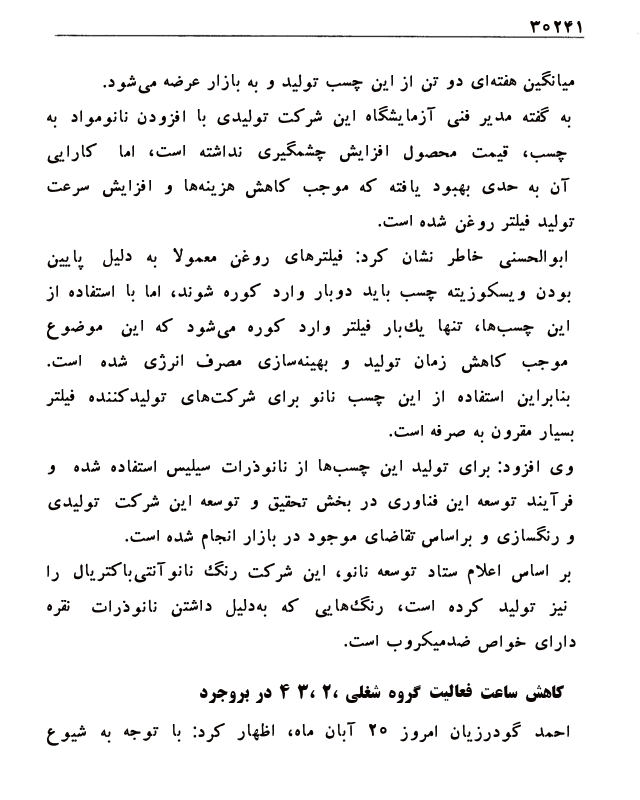 ۳۰۲۴۱
میانگین هفته‌ای دو تن از این چسب تولید و به بازار عرضه می‌شود.
به گفته مدیر فنی آزمایشگاه این شرکت تولیدی با افزودن نانومواد به
چسب، قیمت محصول افزایش چشمگیری نداشته است، اما کارایی
آن به حدی بهبود یافته که موجب کاهش هزینه‌ها و افزایش سرعت
تولید فیلتر روغن شده است.
ابوالحسنی خاطر نشان کرد: فیلترهای روغن معمولا به دلیل پایین
بودن ویسکوزیته چسب باید دوبار وارد کوره شوند، اما با استفاده از
این چسب‌ها، تنها یك‌بار فیلتر وارد کوره می‌شود که این موضوع
موجب کاهش زمان تولید و بهینه‌سازی مصرف انرژی شده است.
بنابراین استفاده از این چسب نانو برای شرکت‌های تولیدکننده فیلتر
بسیار مقرون به صرفه است.
وی افزود: برای تولید این چسب‌ها از نانوذرات سیلیس استفاده شده و
فرآیند توسعه این فناوری در بخش تحقیق و توسعه این شرکت تولیدی
و رنگسازی و براساس تقاضای موجود در بازار انجام شده است.
بر اساس اعلام ستاد توسعه نانو، این شرکت رنگ نانوآنتی‌باکتریال را
نیز تولید کرده است، رنگ‌هایی که به‌دلیل داشتن نانوذرات نقره
دارای خواص ضدمیکروب است.
کاهش ساعت فعالیت گروه شغلی ۲، ۳، ۴ در بروجرد
احمد گودرزیان امروز ۲۰ آبان ماه، اظهار کرد: با توجه به شیوع